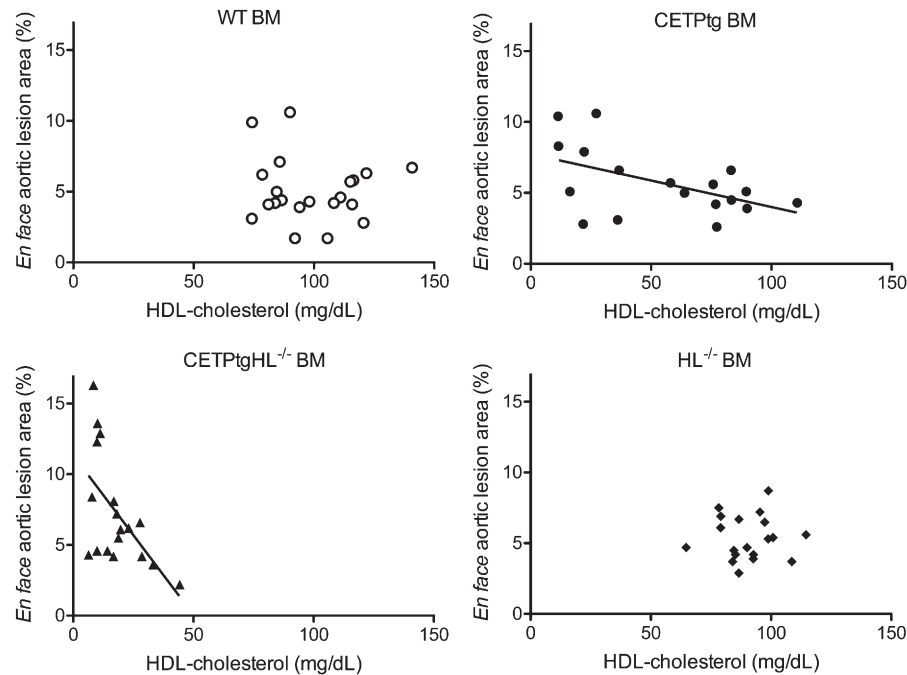 WT BM
En face aortic lesion area (%)
15
10
5
0
0 50 100 150
HDL-cholesterol (mg/dL)
CETPtg BM
En face aortic lesion area (%)
15
10
5
0
0 50 100 150
HDL-cholesterol (mg/dL)
CETPtgHL-/- BM
En face aortic lesion area (%)
15
10
5
0
0 50 100 150
HDL-cholesterol (mg/dL)
HL-/- BM
En face aortic lesion area (%)
15
10
5
0
0 50 100 150
HDL-cholesterol (mg/dL)